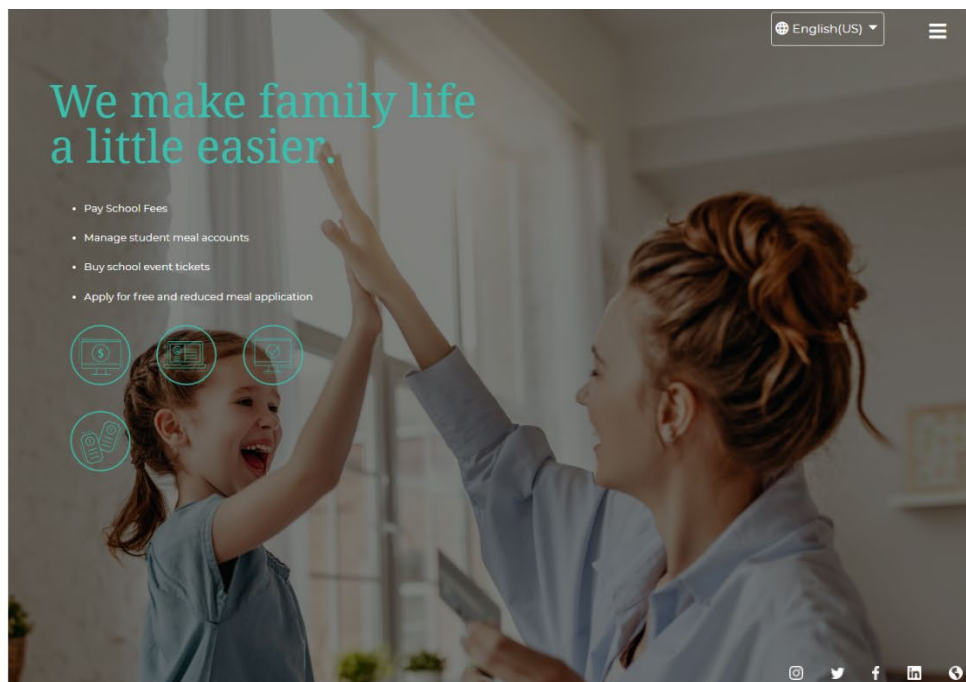 English(US)
We make family life
a little easier.
Pay School Fees
Manage student meal accounts
Buy school event tickets
Apply for free and reduced meal application